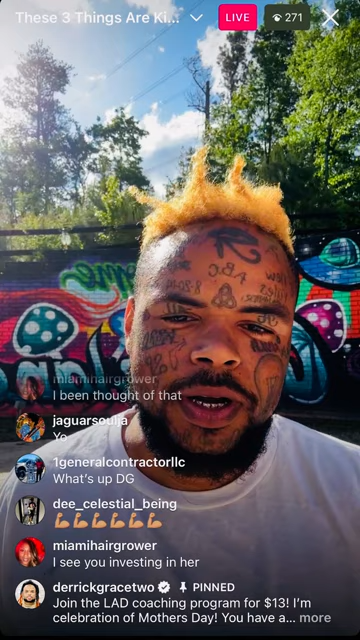 These 3 Things Are Ki...
LIVE
271
miamihairgrower
I been thought of that
jaguarsoulja
Yo
1generalcontractorllc
What's up DG
dee_celestial_being
💪🏽💪🏽💪🏽💪🏽💪🏽💪🏽
miamihairgrower
I see you investing in her
derrickgracetwo PINNED
Join the LAD coaching program for $13! I'm
celebration of Mothers Day! You have a... more